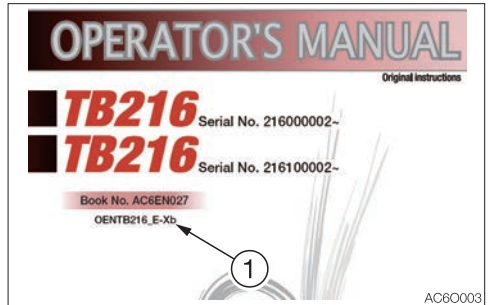 OPERATOR'S MANUAL
Original instructions
TB216 Serial No. 216000002~
TB216 Serial No. 216100002~
Book No. AC6EN027
OENTB216_E-Xb
1
AC6O003